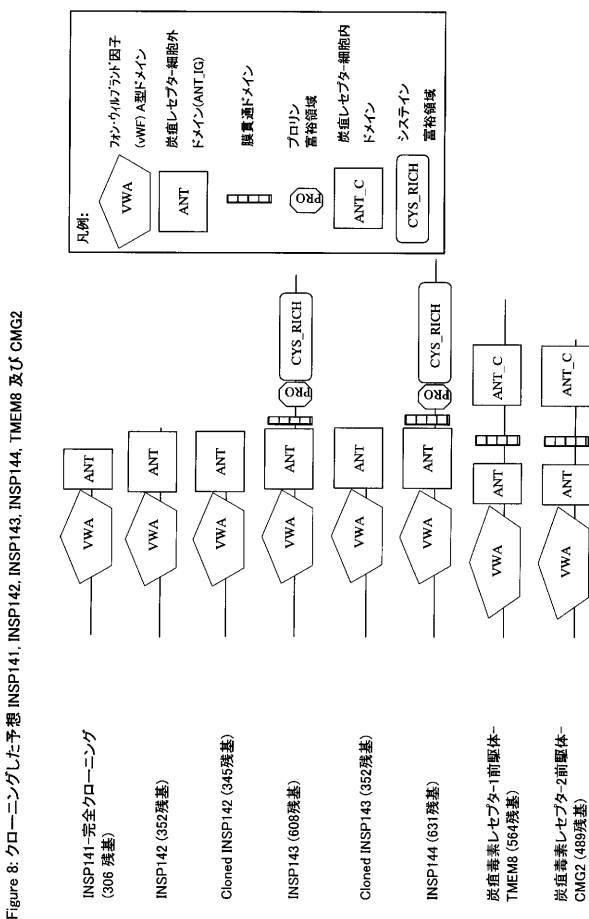 Figure 8: クローニングした予想 INSP141, INSP142, INSP143, INSP144, TMEM8 及び CMG2
INSP141-完全クローニング
(306 残基)
VWA
ANT
INSP142 (352残基)
VWA
ANT
Cloned INSP142 (345残基)
VWA
ANT
INSP143 (608残基)
VWA
ANT
PRO
CYS_RICH
Cloned INSP143 (352残基)
VWA
ANT
INSP144 (631残基)
VWA
ANT
PRO
CYS_RICH
炭疽毒素レセプター1前駆体-
TMEM8 (564残基)
VWA
ANT
ANT_C
炭疽毒素レセプター2前駆体-
CMG2 (489残基)
VWA
ANT
ANT_C
凡例:
VWA
フォン・ウィルブランド因子
(vWF) A型ドメイン
ANT
炭疽レセプター細胞外
ドメイン(ANT_IG)
膜貫通ドメイン
PRO
プロリン
富裕領域
ANT_C
炭疽レセプター細胞内
ドメイン
CYS_RICH
システイン
富裕領域